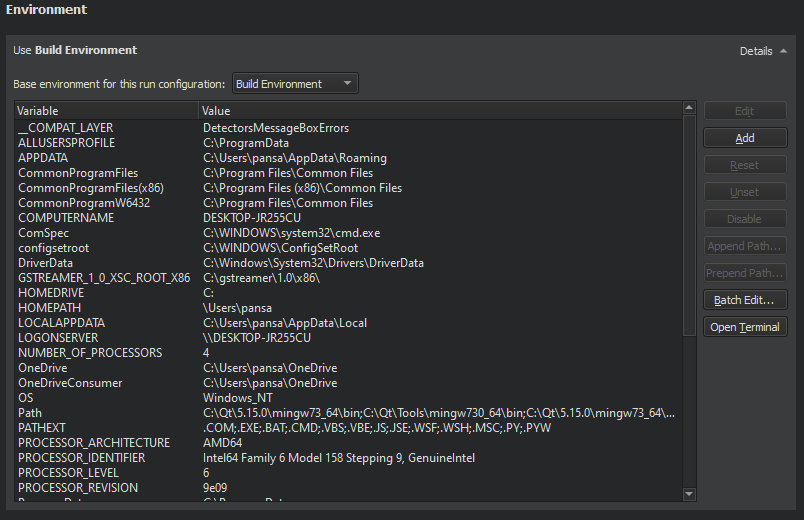 Environment
Use Build Environment
Details
Base environment for this run configuration: Build Environment
Variable Value
__COMPAT_LAYER DetectorsMessageBoxErrors
ALLUSERSPROFILE C:\ProgramData
APPDATA C:\Users\pansa\AppData\Roaming
CommonProgramFiles C:\Program Files\Common Files
CommonProgramFiles(x86) C:\Program Files (x86)\Common Files
CommonProgramW6432 C:\Program Files\Common Files
COMPUTERNAME DESKTOP-JR255CU
ComSpec C:\WINDOWS\system32\cmd.exe
configsetroot C:\WINDOWS\ConfigSetRoot
DriverData C:\Windows\System32\Drivers\DriverData
GSTREAMER_1_0_XSC_ROOT_X86 C:\gstreamer\1.0\x86\
HOMEDRIVE C:
HOMEPATH \Users\pansa
LOCALAPPDATA C:\Users\pansa\AppData\Local
LOGONSERVER \\DESKTOP-JR255CU
NUMBER_OF_PROCESSORS 4
OneDrive C:\Users\pansa\OneDrive
OneDriveConsumer C:\Users\pansa\OneDrive
OS Windows_NT
Path C:\Qt\5.15.0\mingw73_64\bin;C:\Qt\Tools\mingw730_64\bin;C:\Qt\5.15.0\mingw73_64\...
PATHEXT .COM;.EXE;.BAT;.CMD;.VBS;.VBE;.JS;.JSE;.WSF;.WSH;.MSC;.PY;.PYW
PROCESSOR_ARCHITECTURE AMD64
PROCESSOR_IDENTIFIER Intel64 Family 6 Model 158 Stepping 9, GenuineIntel
PROCESSOR_LEVEL 6
PROCESSOR_REVISION 9e09
Edit
Add
Reset
Unset
Disable
Append Path...
Prepend Path...
Batch Edit...
Open Terminal